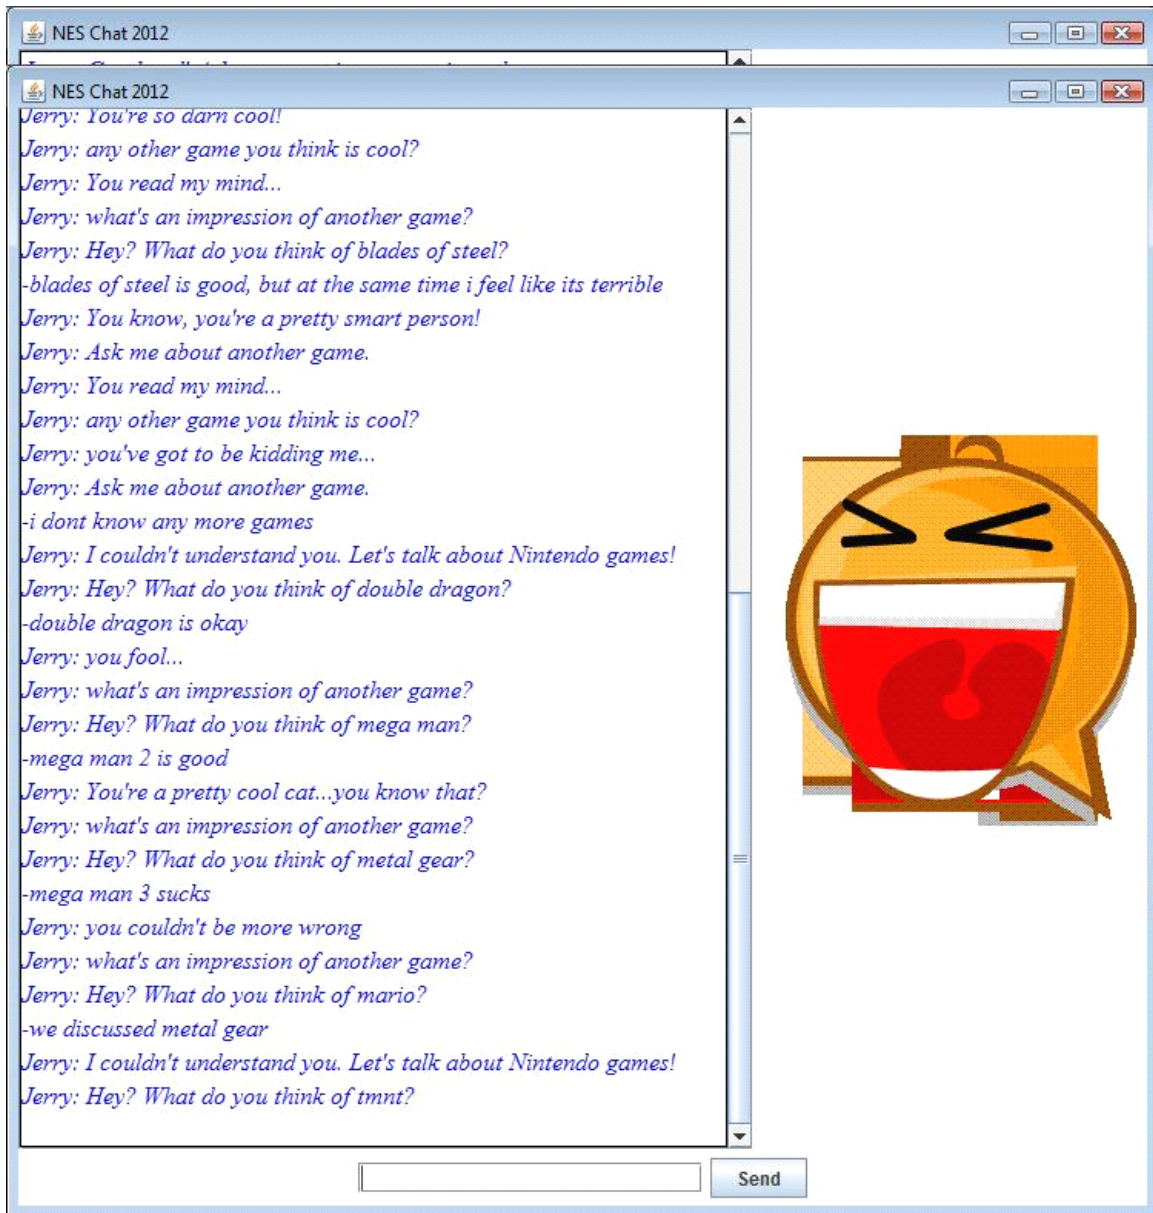 NES Chat 2012
NES Chat 2012
Jerry: You're so darn cool!
Jerry: any other game you think is cool?
Jerry: You read my mind...
Jerry: what's an impression of another game?
Jerry: Hey? What do you think of blades of steel?
-blades of steel is good, but at the same time i feel like its terrible
Jerry: You know, you're a pretty smart person!
Jerry: Ask me about another game.
Jerry: You read my mind...
Jerry: any other game you think is cool?
Jerry: you've got to be kidding me...
Jerry: Ask me about another game.
-i dont know any more games
Jerry: I couldn't understand you. Let's talk about Nintendo games!
Jerry: Hey? What do you think of double dragon?
-double dragon is okay
Jerry: you fool...
Jerry: what's an impression of another game?
Jerry: Hey? What do you think of mega man?
-mega man 2 is good
Jerry: You're a pretty cool cat...you know that?
Jerry: what's an impression of another game?
Jerry: Hey? What do you think of metal gear?
-mega man 3 sucks
Jerry: you couldn't be more wrong
Jerry: what's an impression of another game?
Jerry: Hey? What do you think of mario?
-we discussed metal gear
Jerry: I couldn't understand you. Let's talk about Nintendo games!
Jerry: Hey? What do you think of tmnt?
Send